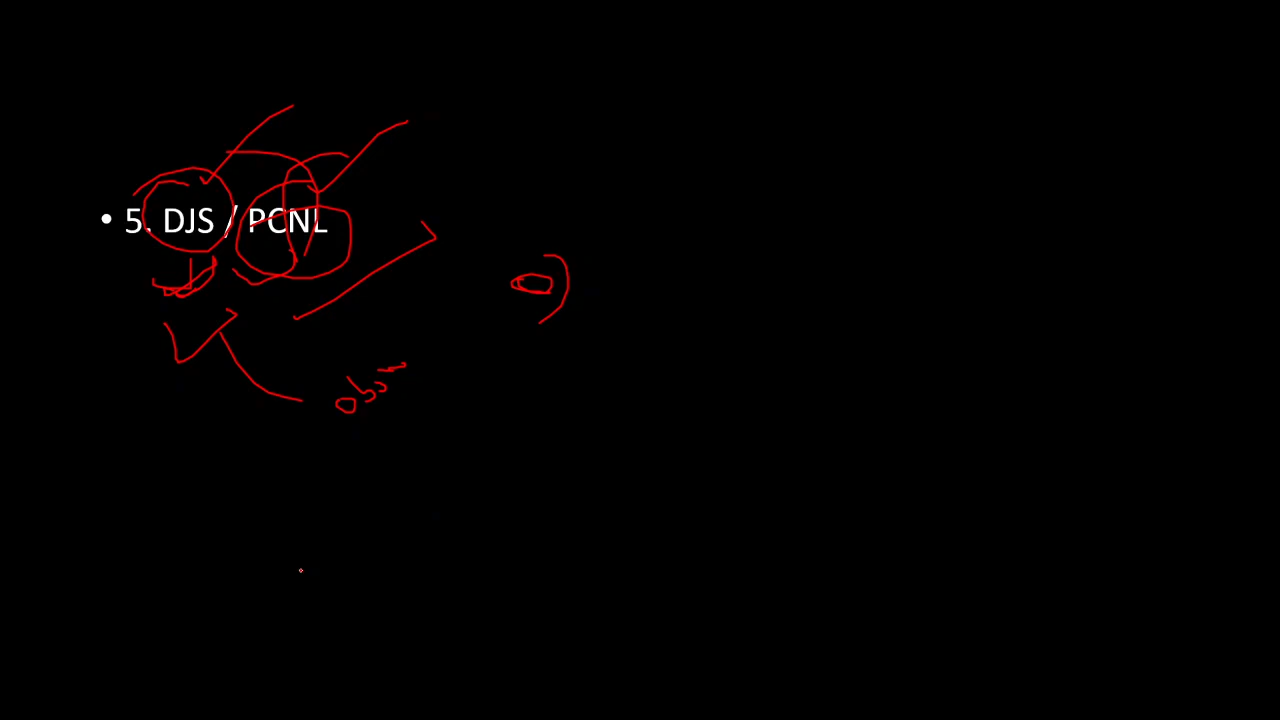 • 5. DJS / PCNL